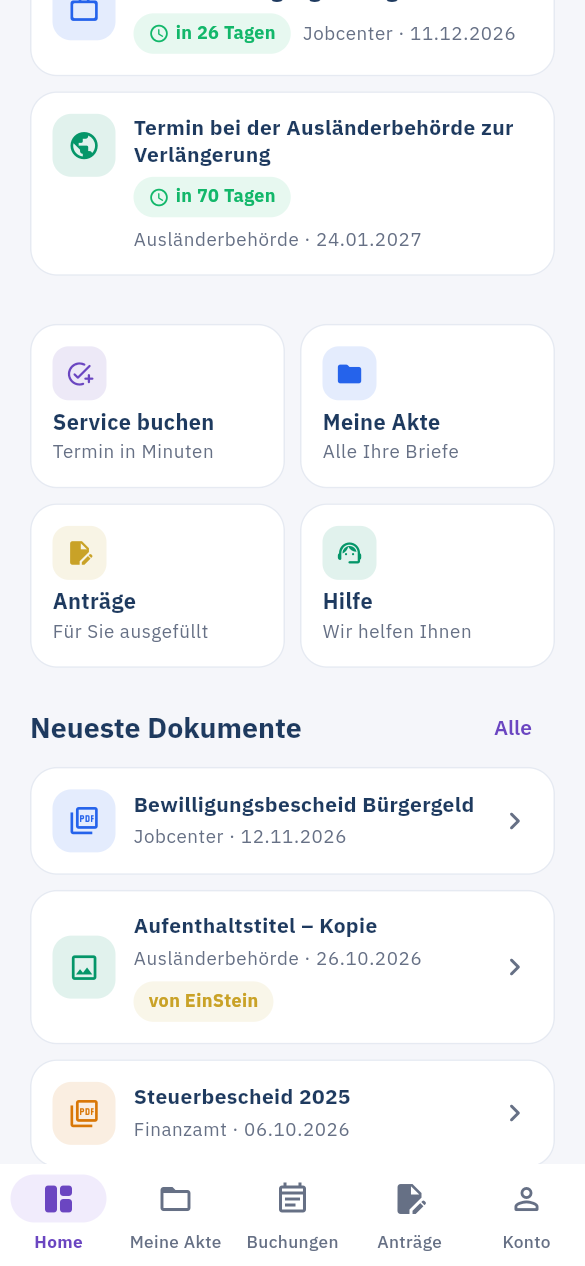 in 26 Tagen Jobcenter · 11.12.2026
Termin bei der Ausländerbehörde zur
Verlängerung
in 70 Tagen
Ausländerbehörde · 24.01.2027
Service buchen
Termin in Minuten
Meine Akte
Alle Ihre Briefe
Anträge
Für Sie ausgefüllt
Hilfe
Wir helfen Ihnen
Neueste Dokumente Alle
PDF
Bewilligungsbescheid Bürgergeld
Jobcenter · 12.11.2026
Aufenthaltstitel – Kopie
Ausländerbehörde · 26.10.2026
von EinStein
PDF
Steuerbescheid 2025
Finanzamt · 06.10.2026
Home Meine Akte Buchungen Anträge Konto